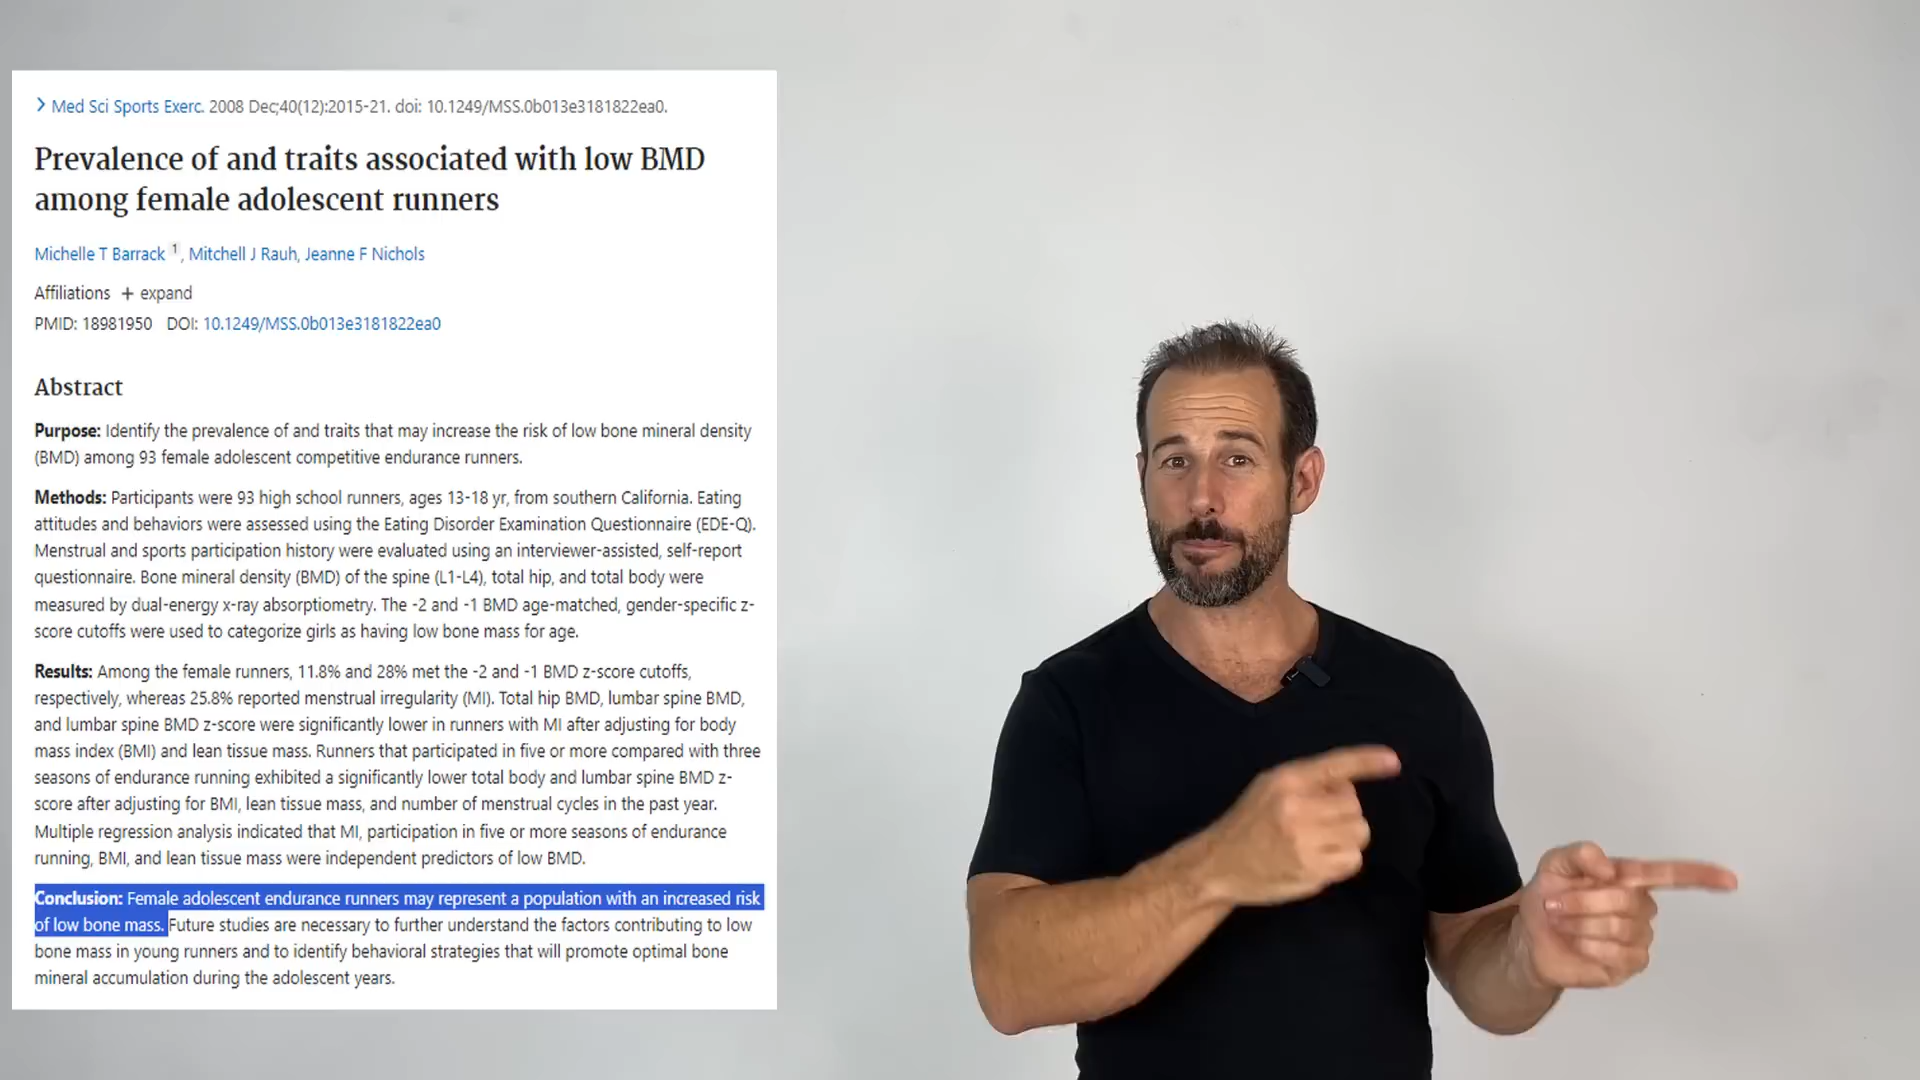 Med Sci Sports Exerc. 2008 Dec;40(12):2015-21. doi: 10.1249/MSS.0b013e3181822ea0.
Prevalence of and traits associated with low BMD
among female adolescent runners
Michelle T Barrack 1, Mitchell J Rauh, Jeanne F Nichols
Affiliations + expand
PMID: 18981950 DOI: 10.1249/MSS.0b013e3181822ea0
Abstract
Purpose: Identify the prevalence of and traits that may increase the risk of low bone mineral density
(BMD) among 93 female adolescent competitive endurance runners.
Methods: Participants were 93 high school runners, ages 13-18 yr, from southern California. Eating
attitudes and behaviors were assessed using the Eating Disorder Examination Questionnaire (EDE-Q).
Menstrual and sports participation history were evaluated using an interviewer-assisted, self-report
questionnaire. Bone mineral density (BMD) of the spine (L1-L4), total hip, and total body were
measured by dual-energy x-ray absorptiometry. The -2 and -1 BMD age-matched, gender-specific z-
score cutoffs were used to categorize girls as having low bone mass for age.
Results: Among the female runners, 11.8% and 28% met the -2 and -1 BMD z-score cutoffs,
respectively, whereas 25.8% reported menstrual irregularity (MI). Total hip BMD, lumbar spine BMD,
and lumbar spine BMD z-score were significantly lower in runners with MI after adjusting for body
mass index (BMI) and lean tissue mass. Runners that participated in five or more compared with three
seasons of endurance running exhibited a significantly lower total body and lumbar spine BMD z-
score after adjusting for BMI, lean tissue mass, and number of menstrual cycles in the past year.
Multiple regression analysis indicated that MI, participation in five or more seasons of endurance
running, BMI, and lean tissue mass were independent predictors of low BMD.
Conclusion: Female adolescent endurance runners may represent a population with an increased risk
of low bone mass. Future studies are necessary to further understand the factors contributing to low
bone mass in young runners and to identify behavioral strategies that will promote optimal bone
mineral accumulation during the adolescent years.